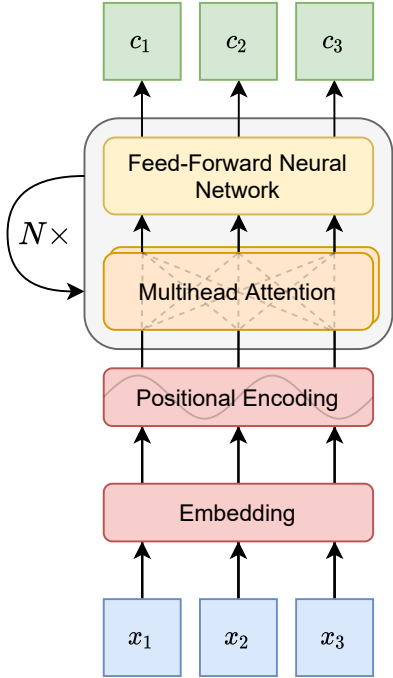 c₁ c₂ c₃
Feed-Forward Neural
Network
N×
Multihead Attention
Positional Encoding
Embedding
x₁ x₂ x₃